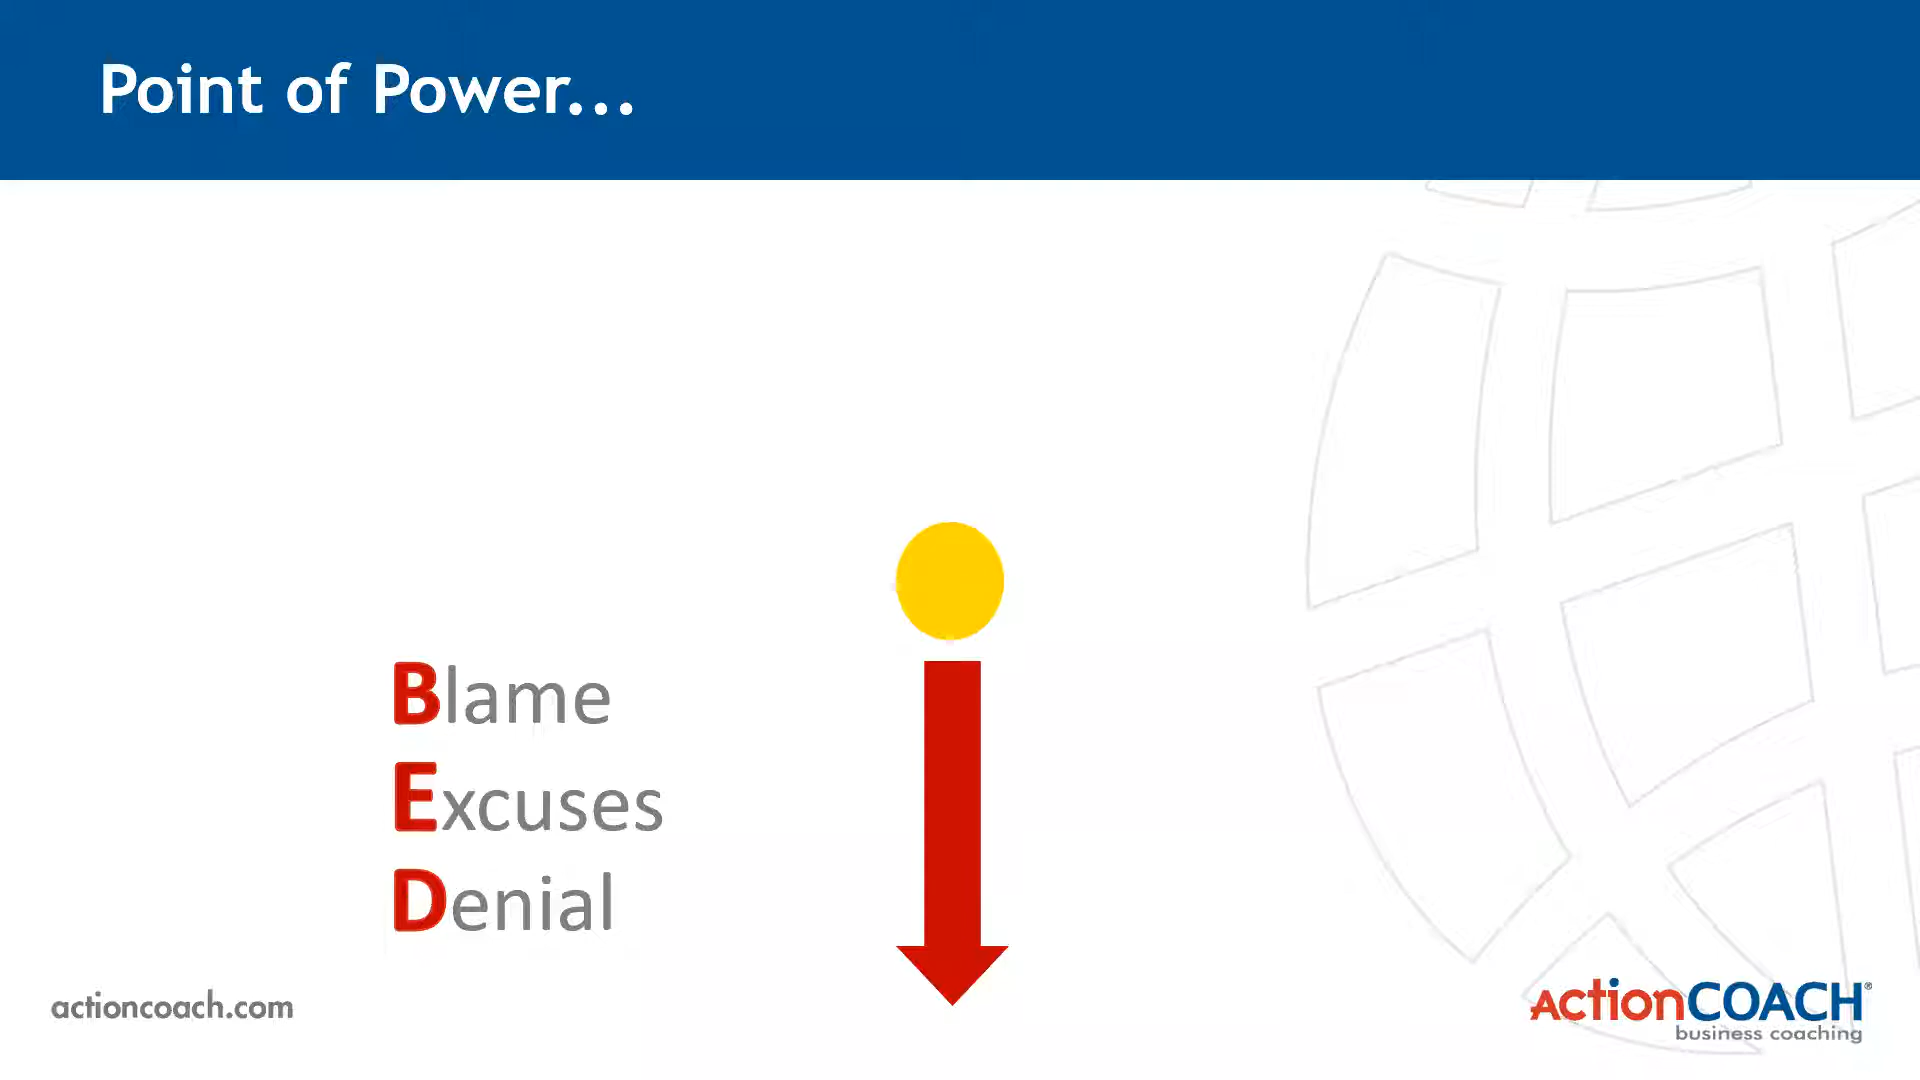 Point of Power...
Blame
Excuses
Denial
actioncoach.com
ActionCOACH®
business coaching